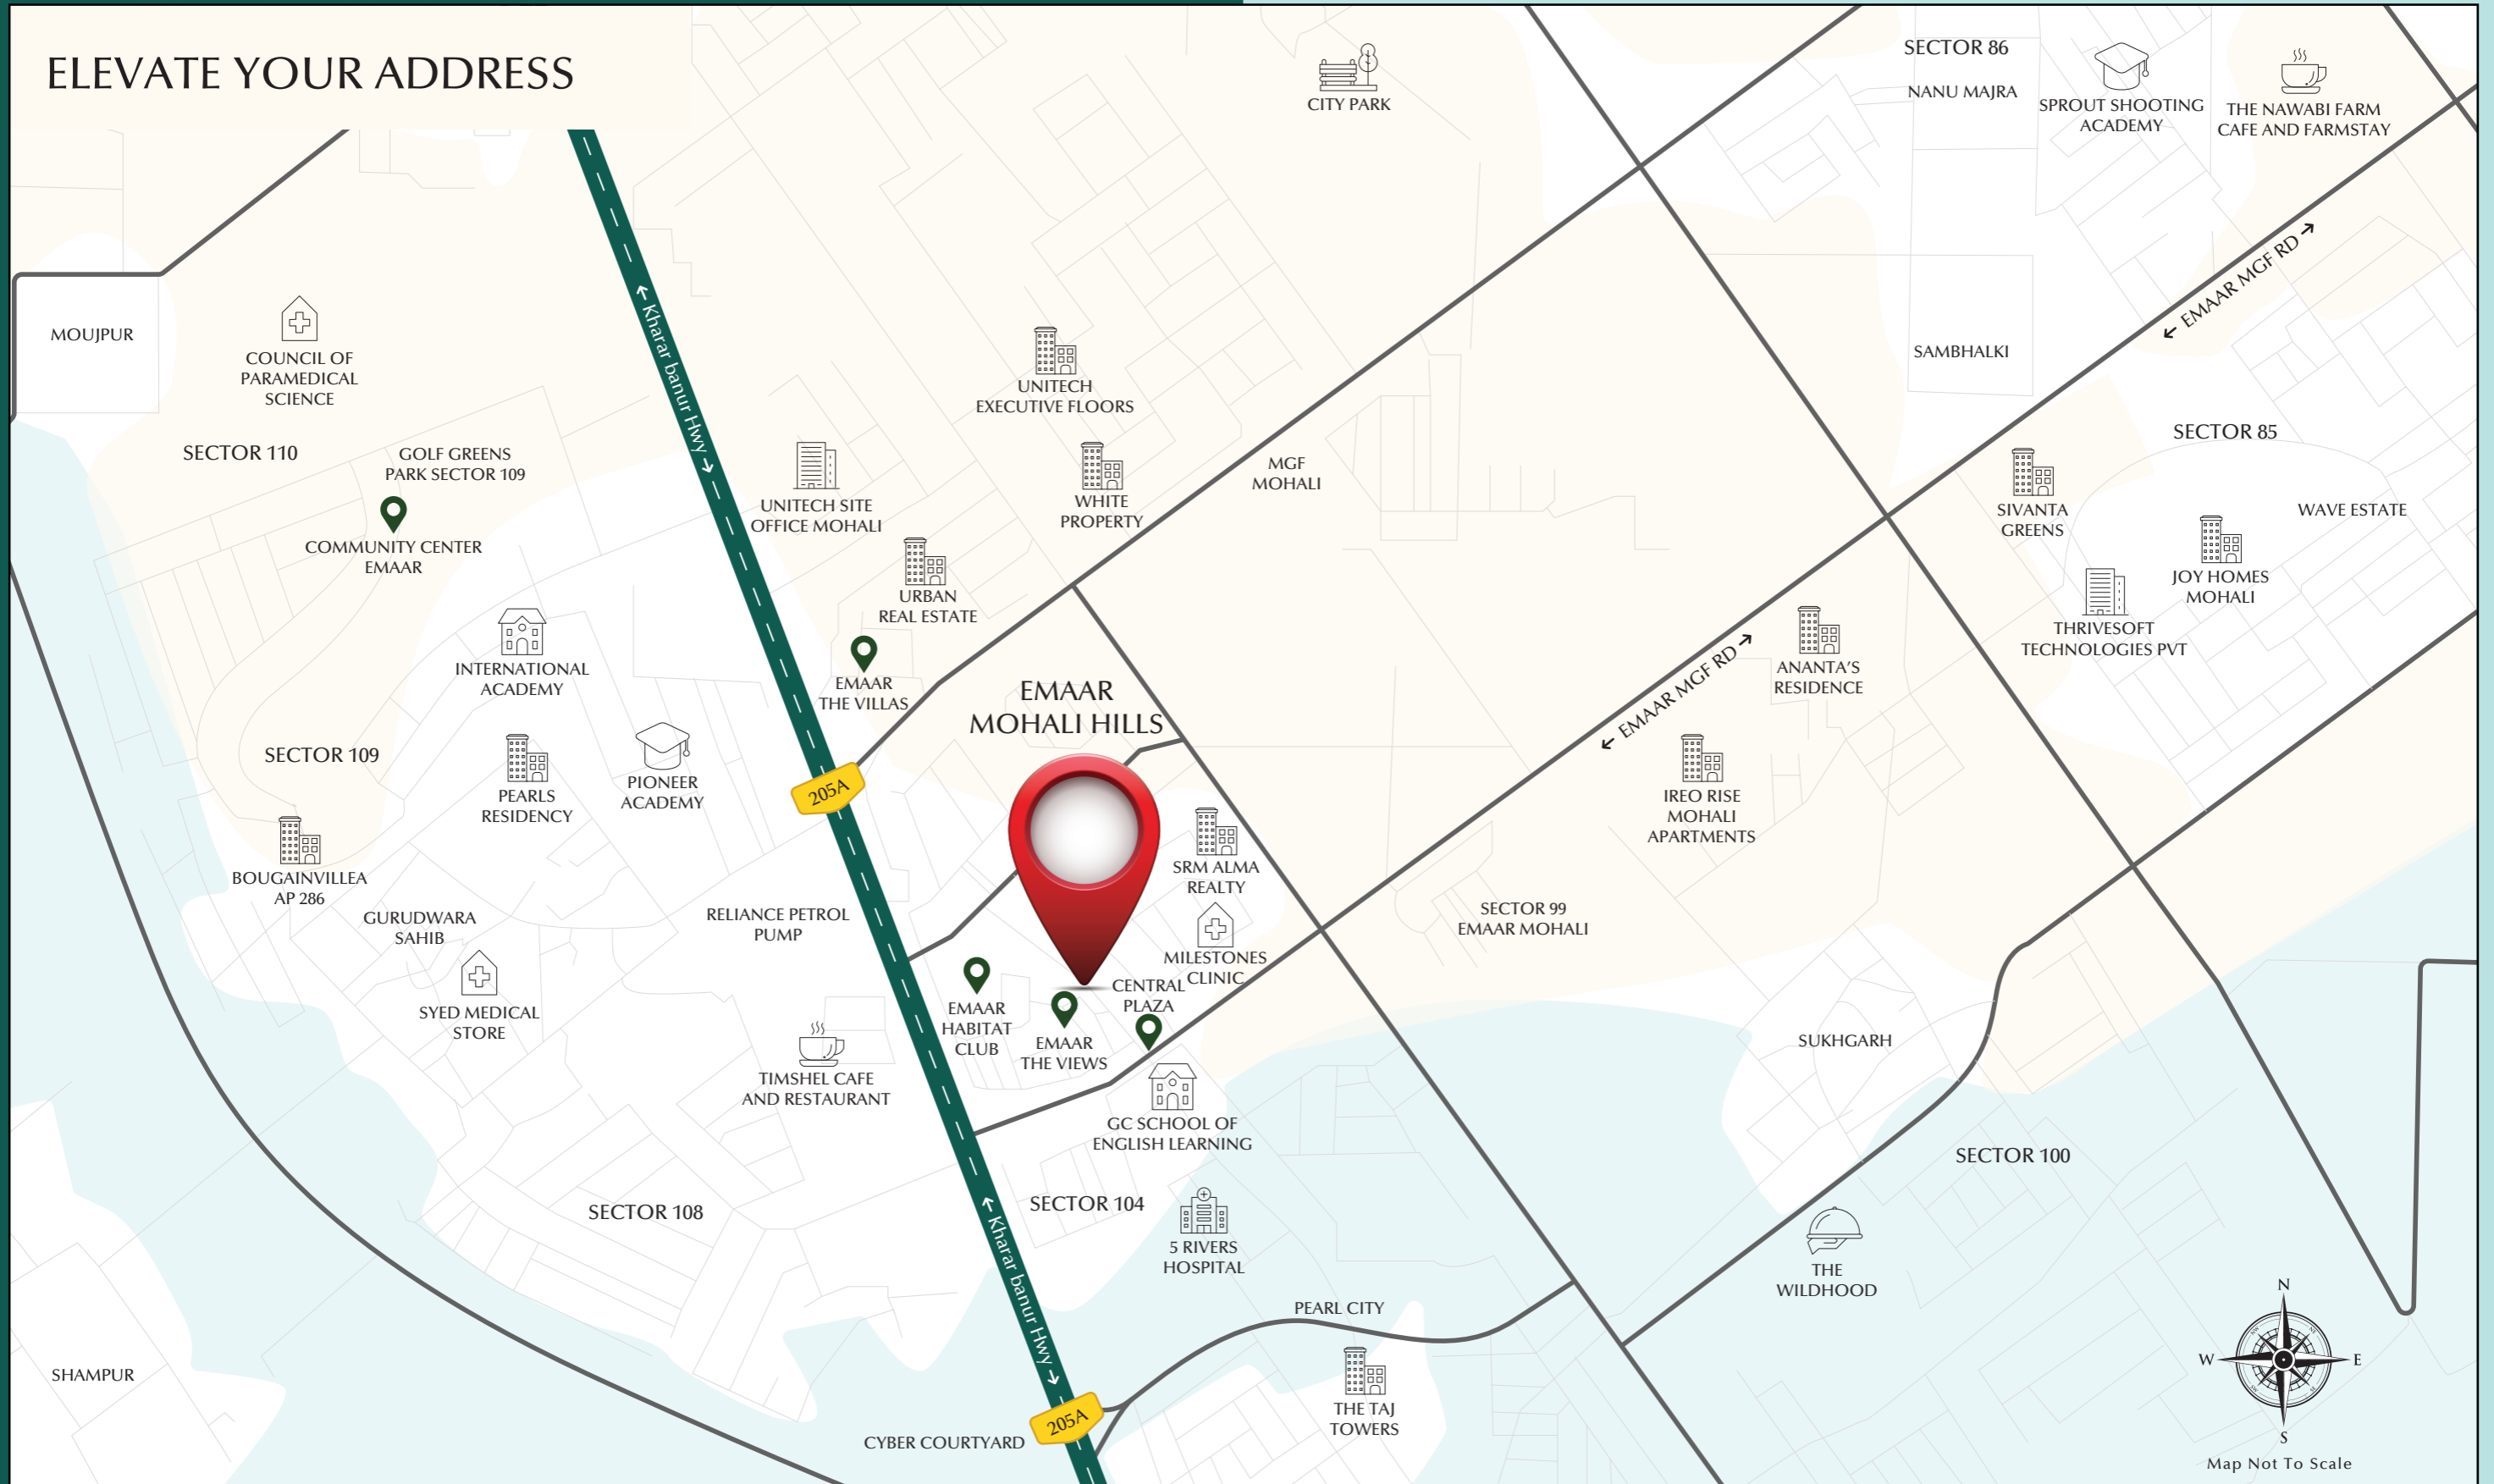 ELEVATE YOUR ADDRESS
CITY PARK
SECTOR 86
NANU MAJRA
SPROUT SHOOTING
ACADEMY
THE NAWABI FARM
CAFE AND FARMSTAY
MOUJPUR
COUNCIL OF
PARAMEDICAL
SCIENCE
← Kharar banur Hwy →
UNITECH
EXECUTIVE FLOORS
SAMBHALKI
← EMAAR MGF RD →
SECTOR 110
GOLF GREENS
PARK SECTOR 109
COMMUNITY CENTER
EMAAR
UNITECH SITE
OFFICE MOHALI
WHITE
PROPERTY
MGF
MOHALI
SECTOR 85
SIVANTA
GREENS
WAVE ESTATE
JOY HOMES
MOHALI
THRIVESOFT
TECHNOLOGIES PVT
URBAN
REAL ESTATE
INTERNATIONAL
ACADEMY
EMAAR
THE VILLAS
EMAAR
MOHALI HILLS
← EMAAR MGF RD →
ANANTA'S
RESIDENCE
SECTOR 109
PEARLS
RESIDENCY
PIONEER
ACADEMY
205A
IREO RISE
MOHALI
APARTMENTS
BOUGAINVILLEA
AP 286
SRM ALMA
REALTY
GURUDWARA
SAHIB
RELIANCE PETROL
PUMP
SECTOR 99
EMAAR MOHALI
MILESTONES
CLINIC
CENTRAL
PLAZA
SYED MEDICAL
STORE
EMAAR
HABITAT
CLUB
EMAAR
THE VIEWS
SUKHGARH
TIMSHEL CAFE
AND RESTAURANT
GC SCHOOL OF
ENGLISH LEARNING
SECTOR 100
SECTOR 108
SECTOR 104
← Kharar banur Hwy →
5 RIVERS
HOSPITAL
THE
WILDHOOD
PEARL CITY
SHAMPUR
THE TAJ
TOWERS
205A
CYBER COURTYARD
N
W
E
S
Map Not To Scale